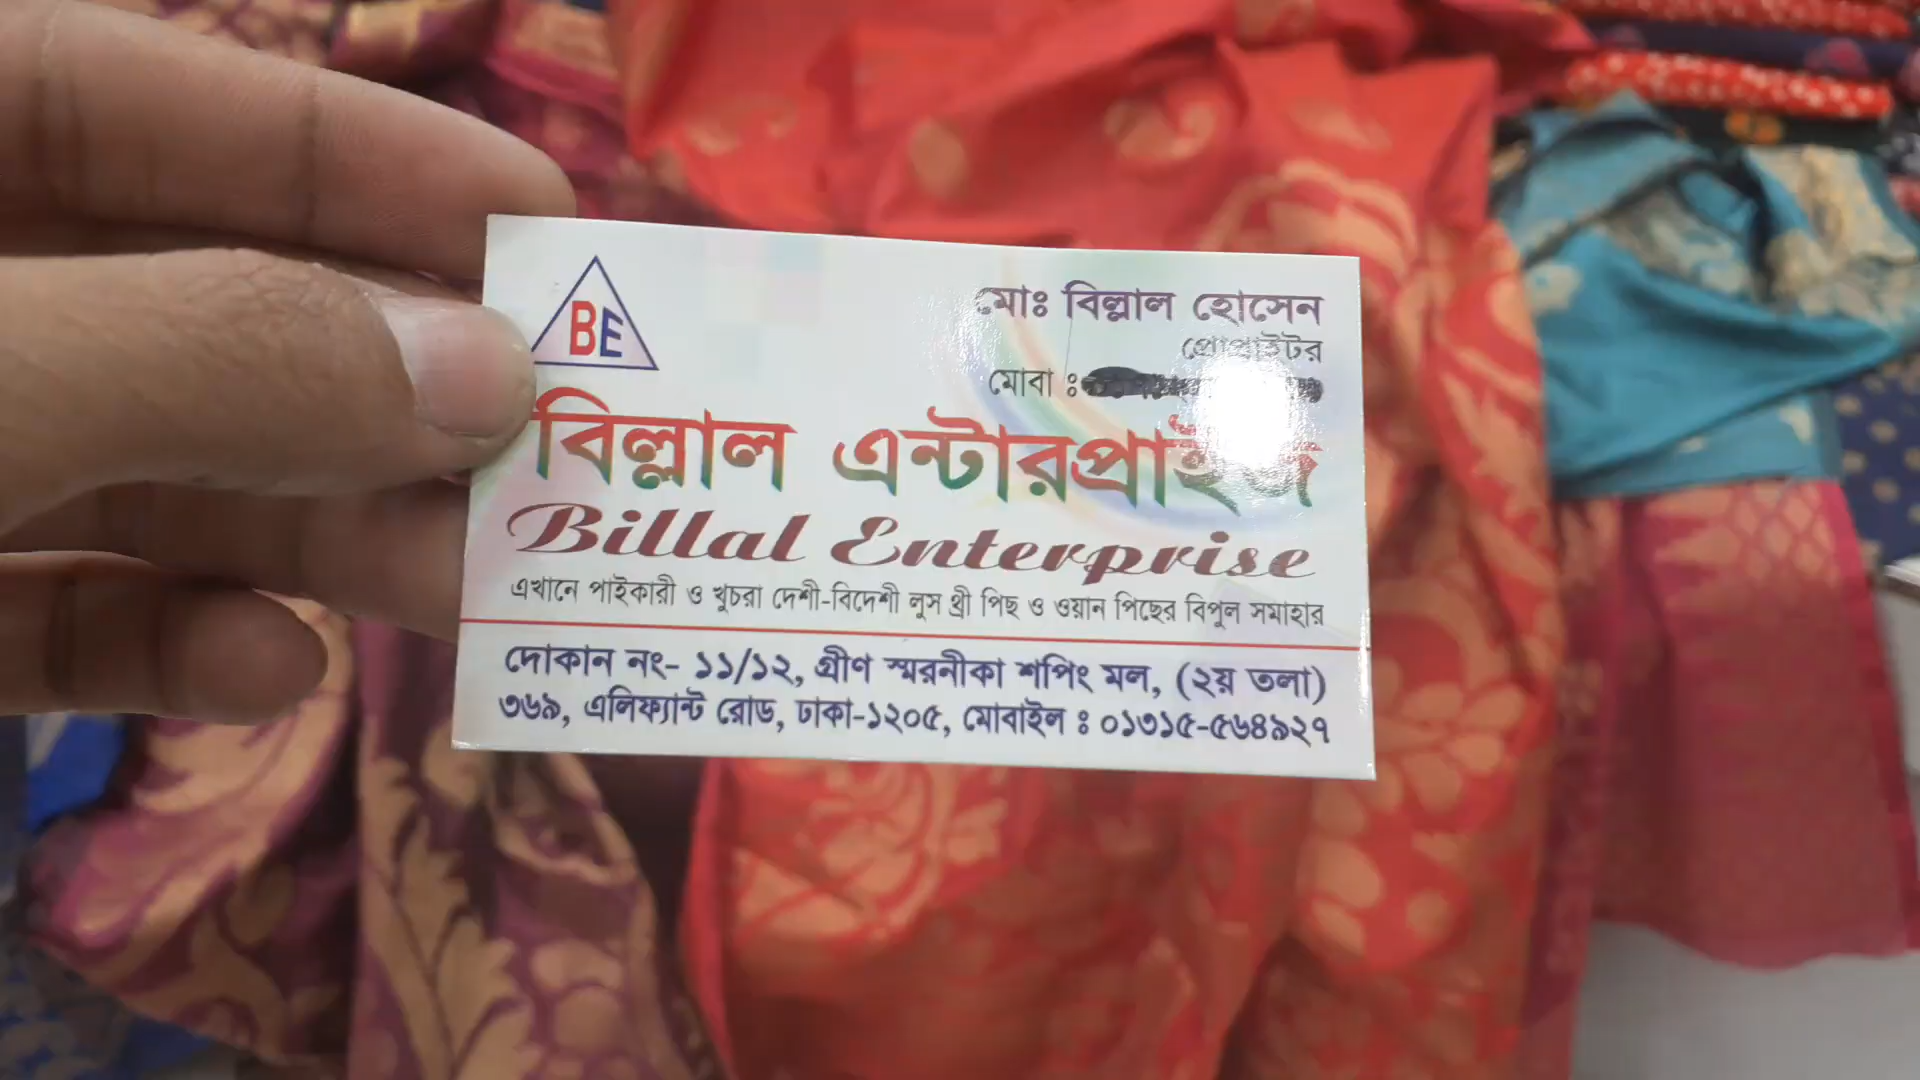 BE
মোঃ বিল্লাল হোসেন
প্রোপ্রাইটর
মোবা ঃ
বিল্লাল এন্টারপ্রাইজ
Billal Enterprise
এখানে পাইকারী ও খুচরা দেশী-বিদেশী লুস থ্রী পিছ ও ওয়ান পিছের বিপুল সমাহার
দোকান নং- ১১/১২, গ্রীণ স্মরনীকা শপিং মল, (২য় তলা)
৩৬৯, এলিফ্যান্ট রোড, ঢাকা-১২০৫, মোবাইল ঃ ০১৩১৫-৫৬৪৯২৭